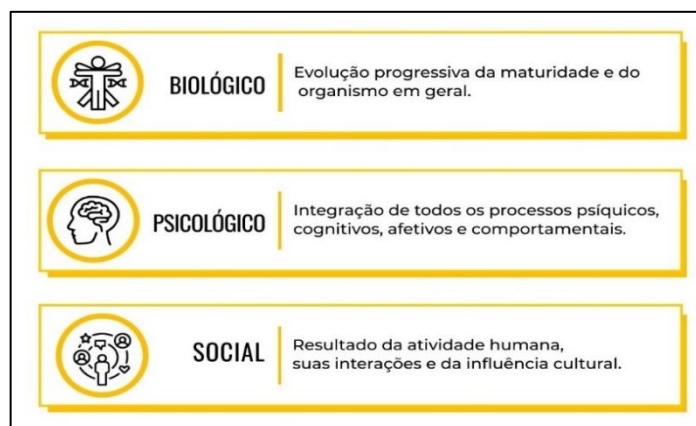 BIOLÓGICO
Evolução progressiva da maturidade e do
organismo em geral.
PSICOLÓGICO
Integração de todos os processos psíquicos,
cognitivos, afetivos e comportamentais.
SOCIAL
Resultado da atividade humana,
suas interações e da influência cultural.